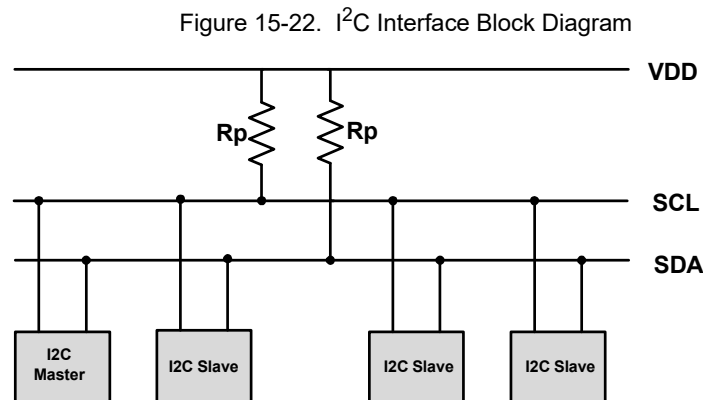 Figure 15-22. I²C Interface Block Diagram
VDD
Rp
Rp
SCL
SDA
I2C
Master
I2C Slave
I2C Slave
I2C Slave